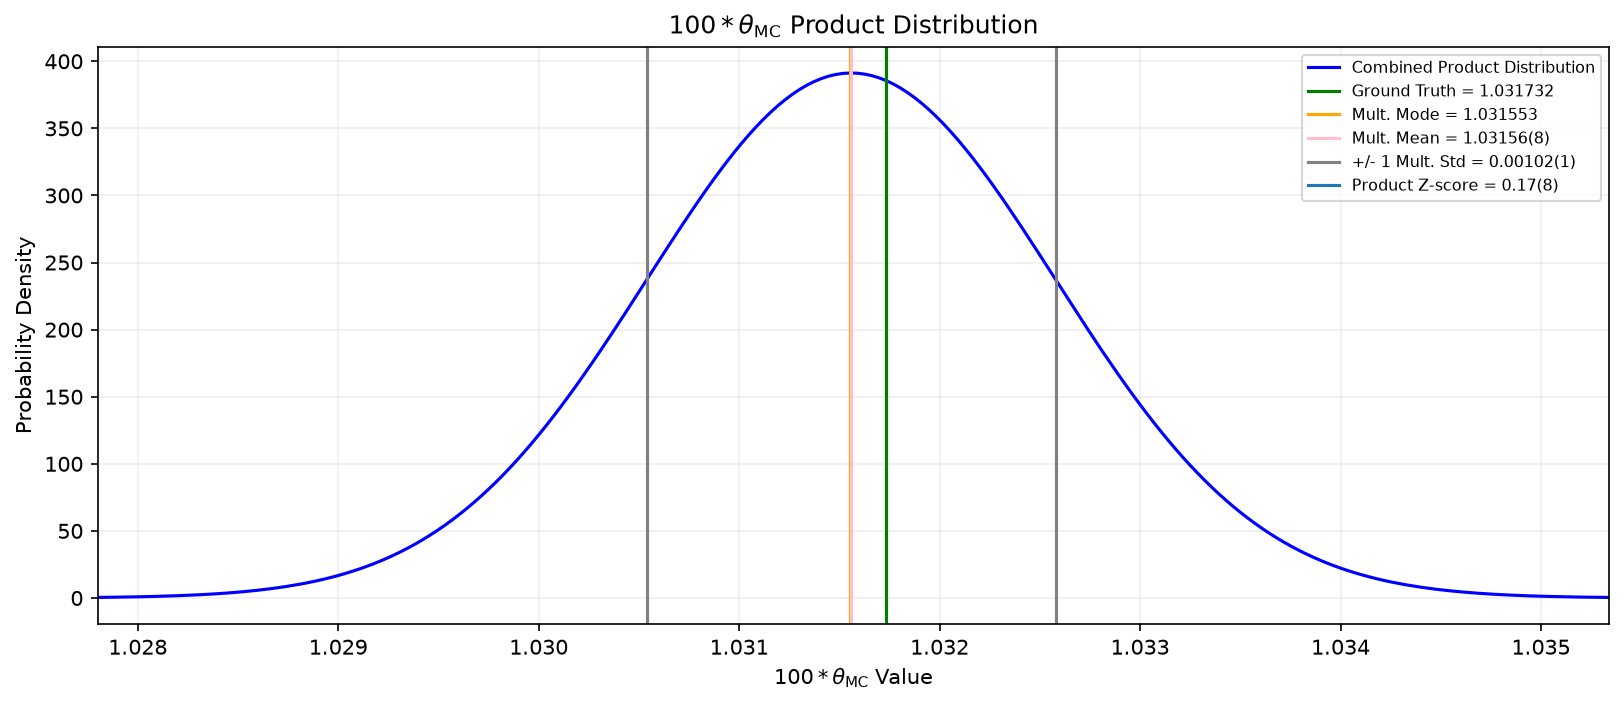 100 * θMC Product Distribution
Combined Product Distribution
Ground Truth = 1.031732
Mult. Mode = 1.031553
Mult. Mean = 1.03156(8)
+/- 1 Mult. Std = 0.00102(1)
Product Z-score = 0.17(8)
Probability Density
400
350
300
250
200
150
100
50
0
1.028 1.029 1.030 1.031 1.032 1.033 1.034 1.035
100 * θMC Value